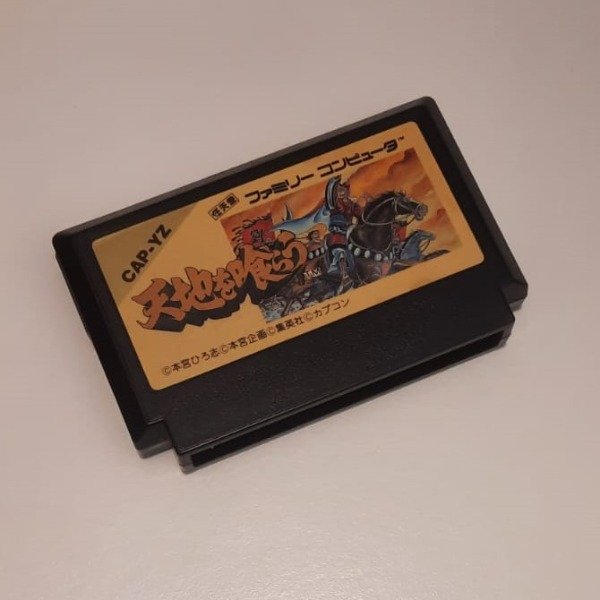 CAP-YZ
任天堂 ファミリー コンピュータ™
天地を喰らう
©本宮ひろ志©本宮企画©集英社©カプコン